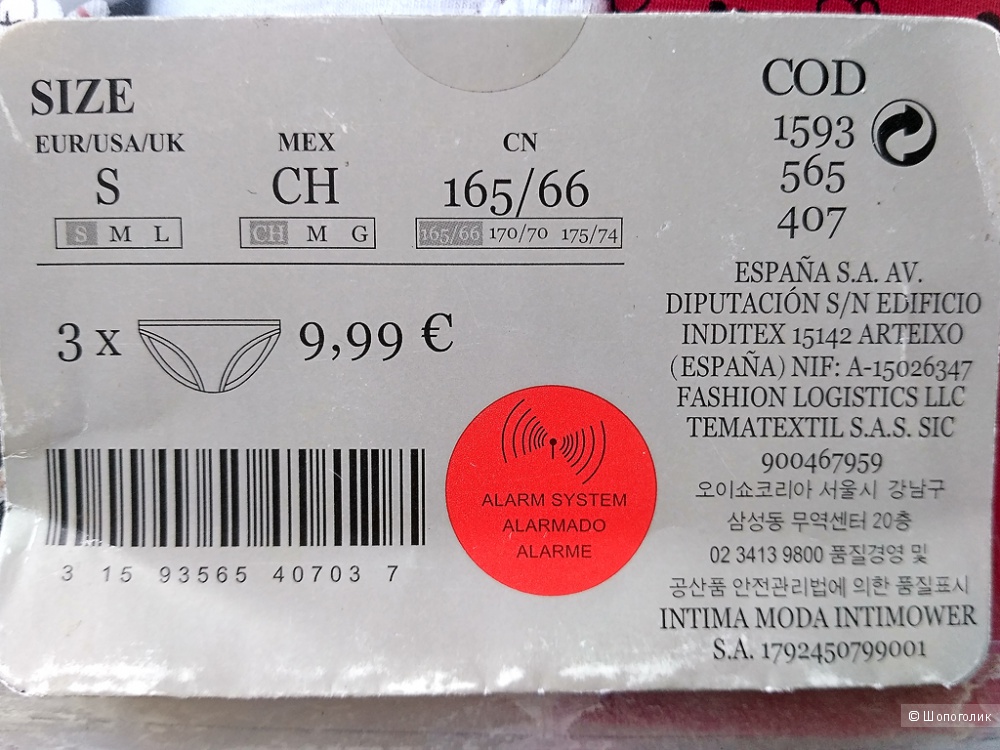 SIZE
EUR/USA/UK MEX CN
S CH 165/66
S M L CH M G 165/66 170/70 175/74
3 x 9,99 €
3 15 93565 40703 7
ALARM SYSTEM
ALARMADO
ALARME
COD
1593
565
407
ESPAÑA S.A. AV.
DIPUTACIÓN S/N EDIFICIO
INDITEX 15142 ARTEIXO
(ESPAÑA) NIF: A-15026347
FASHION LOGISTICS LLC
TEMATEXTIL S.A.S. SIC
900467959
오이쇼코리아 서울시 강남구
삼성동 무역센터 20층
02 3413 9800 품질경영 및
공산품 안전관리법에 의한 품질표시
INTIMA MODA INTIMOWER
S.A. 1792450799001
© Шопоголик